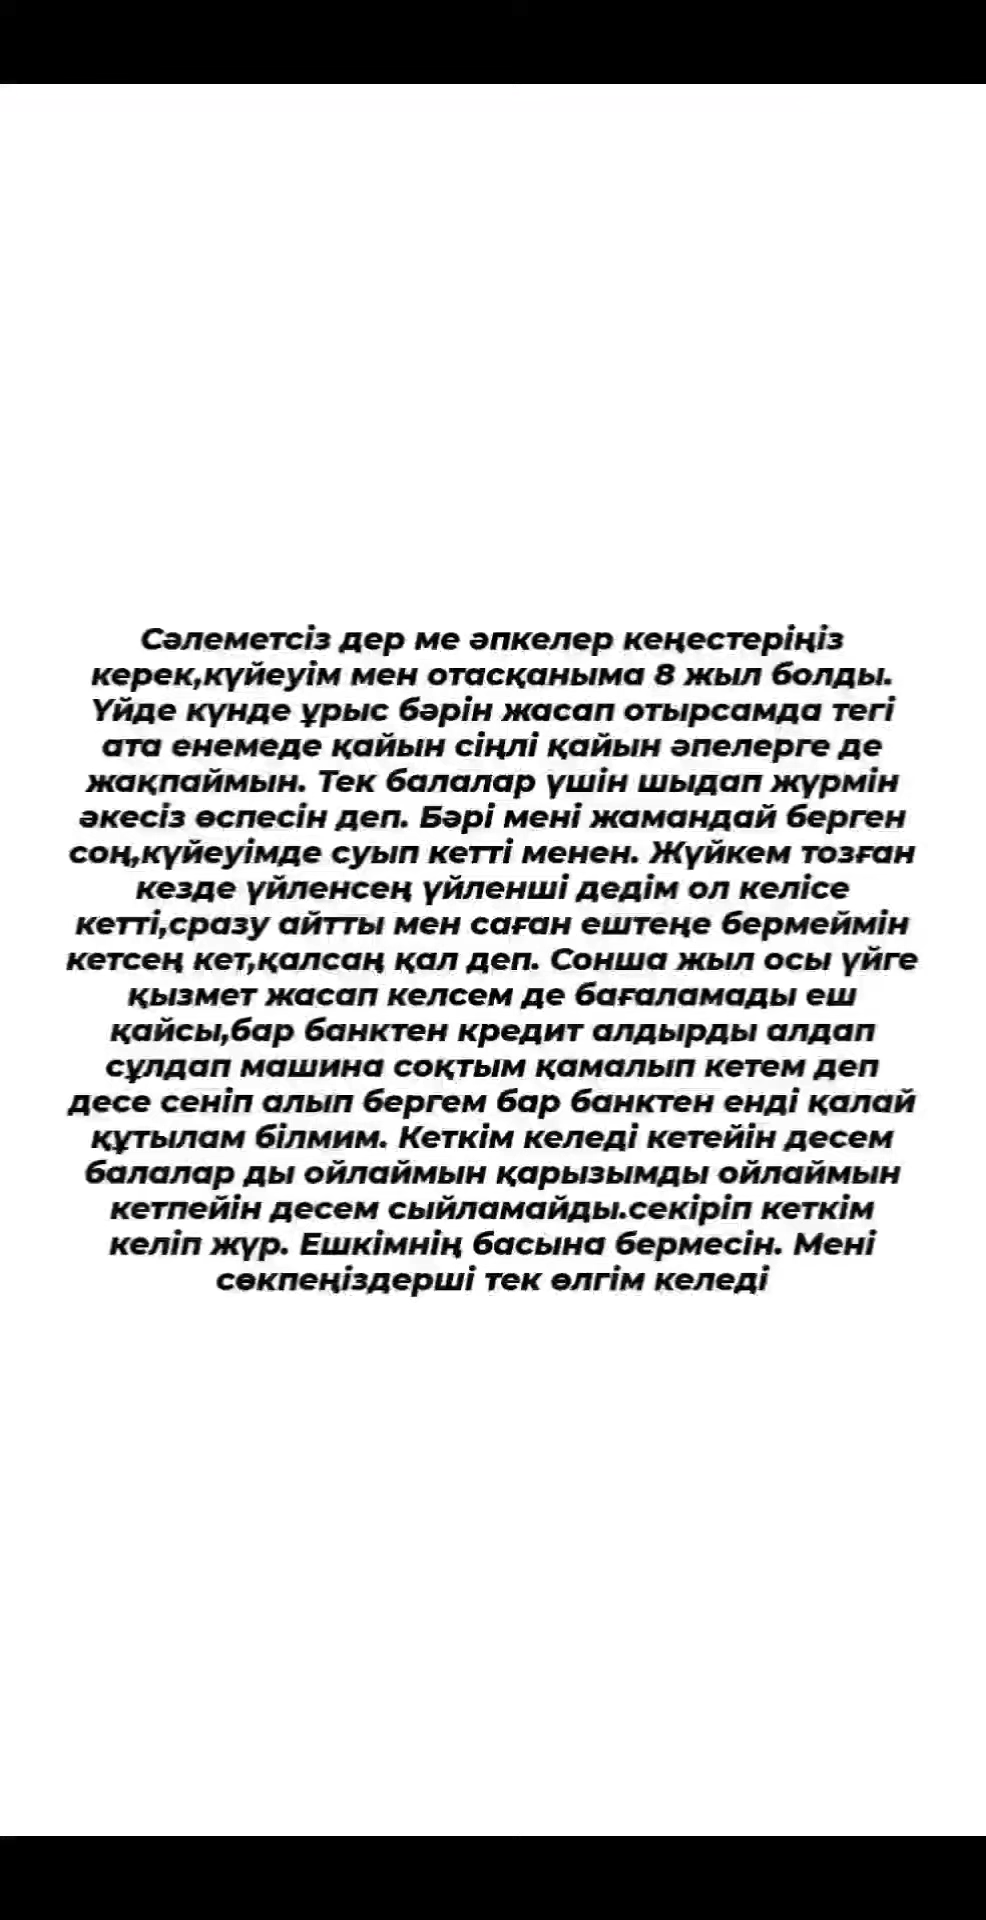 Сәлеметсіз дер ме әпкелер кеңестеріңіз
керек,күйеуім мен отасқаныма 8 жыл болды.
Үйде күнде ұрыс бәрін жасап отырсамда тегі
ата енемеде қайын сіңлі қайын әпелерге де
жақпаймын. Тек балалар үшін шыдап жүрмін
әкесіз өспесін деп. Бәрі мені жамандай берген
соң,күйеуімде суып кетті менен. Жүйкем тозған
кезде үйленсең үйленші дедім ол келісе
кетті,сразу айтты мен саған ештеңе бермеймін
кетсең кет,қалсаң қал деп. Сонша жыл осы үйге
қызмет жасап келсем де бағаламады еш
қайсы,бар банктен кредит алдырды алдап
сұлдап машина соқтым қамалып кетем деп
десе сеніп алып бергем бар банктен енді қалай
құтылам білмим. Кеткім келеді кетейін десем
балалар ды ойлаймын қарызымды ойлаймын
кетпейін десем сыйламайды.секіріп кеткім
келіп жүр. Ешкімнің басына бермесін. Мені
сөкпеңіздерші тек өлгім келеді